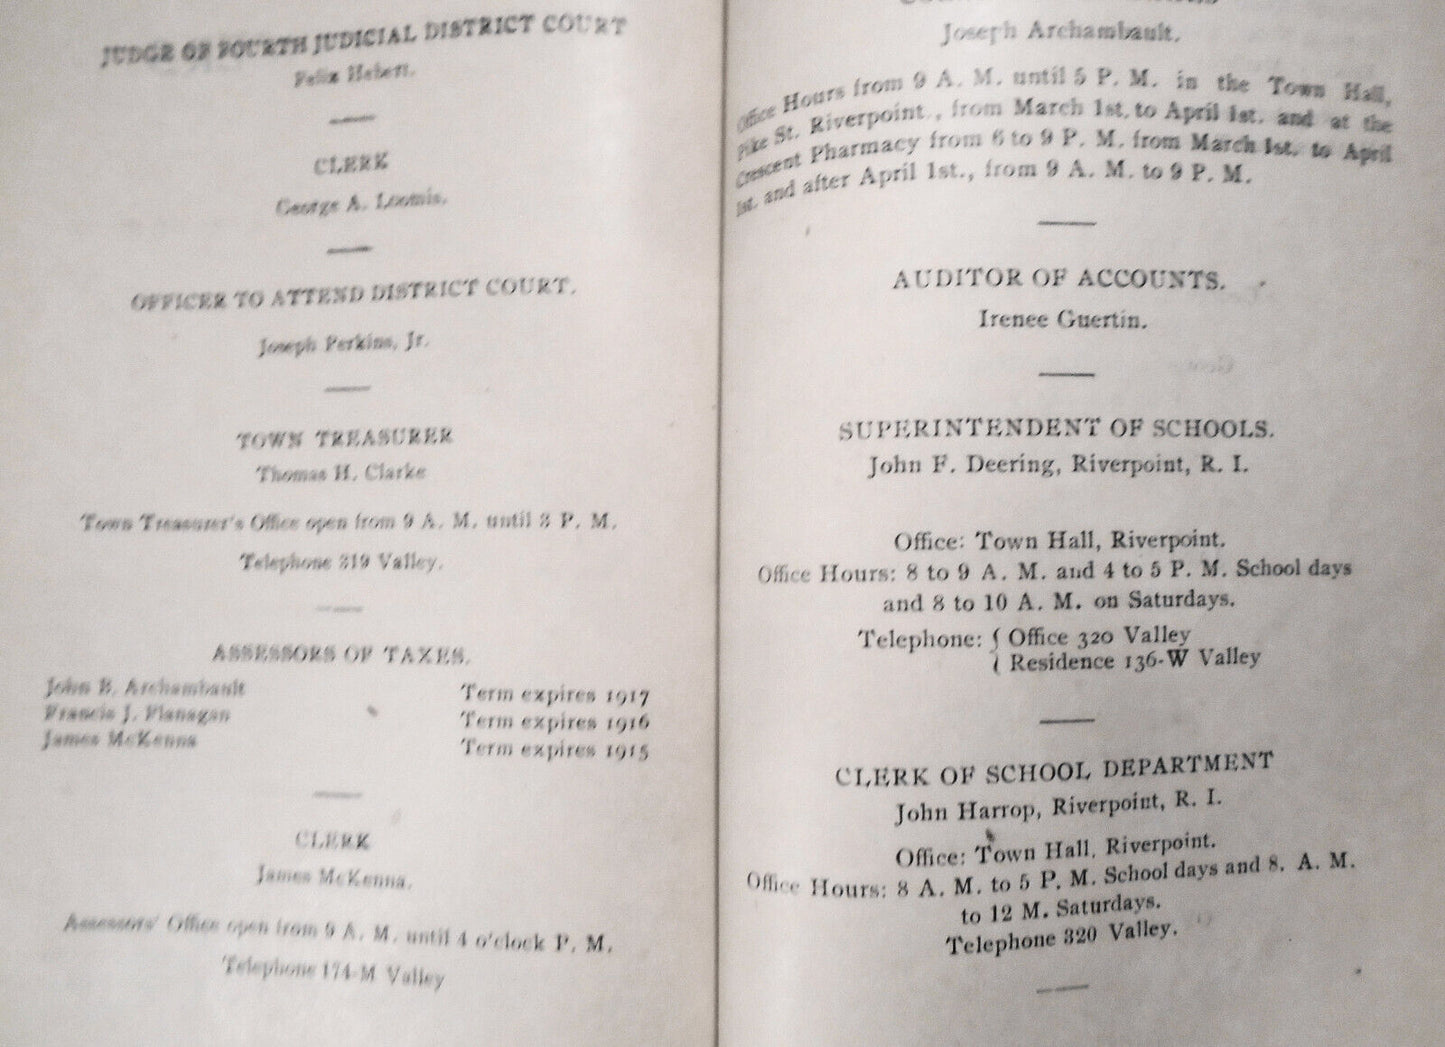 JUDGE OF FOURTH JUDICIAL DISTRICT COURT
Felix Hebert.
CLERK
George A. Loomis.
OFFICER TO ATTEND DISTRICT COURT.
Joseph Perkins, Jr.
TOWN TREASURER
Thomas H. Clarke
Town Treasurer's Office open from 9 A. M. until 3 P. M.
Telephone 319 Valley.
ASSESSORS OF TAXES.
John B. Archambault Term expires 1917
Francis J. Flanagan Term expires 1916
James McKenna Term expires 1915
CLERK
James McKenna.
Assessors' Office open from 9 A. M. until 4 o'clock P. M.
Telephone 174-M Valley
Joseph Archambault.
Office Hours from 9 A. M. until 5 P. M. in the Town Hall,
Pike St. Riverpoint., from March 1st, to April 1st. and at the
Crescent Pharmacy from 6 to 9 P. M. from March 1st. to April
1st. and after April 1st., from 9 A. M. to 9 P. M.
AUDITOR OF ACCOUNTS.
Irenee Guertin.
SUPERINTENDENT OF SCHOOLS.
John F. Deering, Riverpoint, R. I.
Office: Town Hall, Riverpoint.
Office Hours: 8 to 9 A. M. and 4 to 5 P. M. School days
and 8 to 10 A. M. on Saturdays.
Telephone: { Office 320 Valley
{ Residence 136-W Valley
CLERK OF SCHOOL DEPARTMENT
John Harrop, Riverpoint, R. I.
Office: Town Hall, Riverpoint.
Office Hours: 8 A. M. to 5 P. M. School days and 8. A. M.
to 12 M. Saturdays.
Telephone 320 Valley.